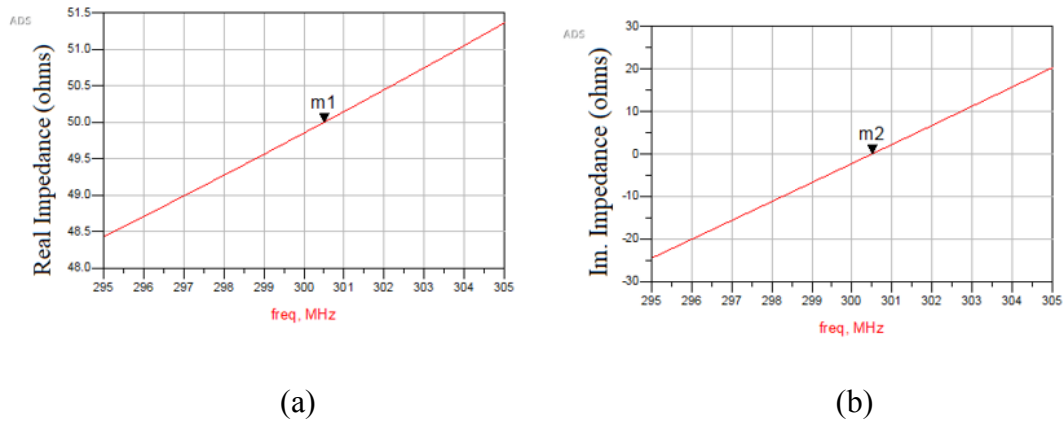 ADS
Real Impedance (ohms)
51.5
51.0
50.5
50.0
49.5
49.0
48.5
48.0
m1
295 296 297 298 299 300 301 302 303 304 305
freq, MHz
(a)
ADS
Im. Impedance (ohms)
30
20
10
0
-10
-20
-30
m2
295 296 297 298 299 300 301 302 303 304 305
freq, MHz
(b)